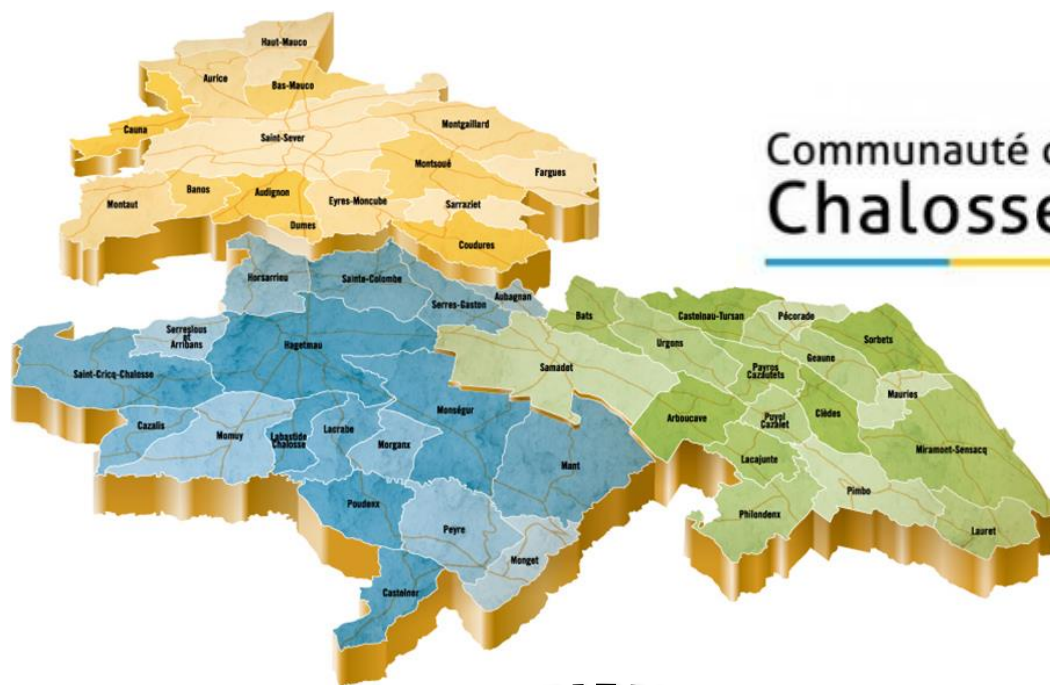 Haut-Mauco
Aurice
Bas-Mauco
Cauna
Saint-Sever
Montgaillard
Montsoué
Fargues
Banos
Audignon
Montaut
Eyres-Moncube
Sarraziet
Dumes
Coudures
Communauté
Chalosse
Horsarrieu
Sainte-Colombe
Serres-Gaston
Aubagnan
Serreslous
et
Arribans
Hagetmau
Saint-Cricq-Chalosse
Cazalis
Momuy
Labastide
Chalosse
Lacrabe
Morganx
Monségur
Mant
Poudenx
Peyre
Monget
Castelner
Bats
Castelnau-Tursan
Pécorade
Sorbets
Urgons
Geaune
Samadet
Payros
Cazautets
Mauries
Arboucave
Puyol
Cazalet
Clèdes
Miramont-Sensacq
Lacajunte
Pimbo
Philondenx
Lauret